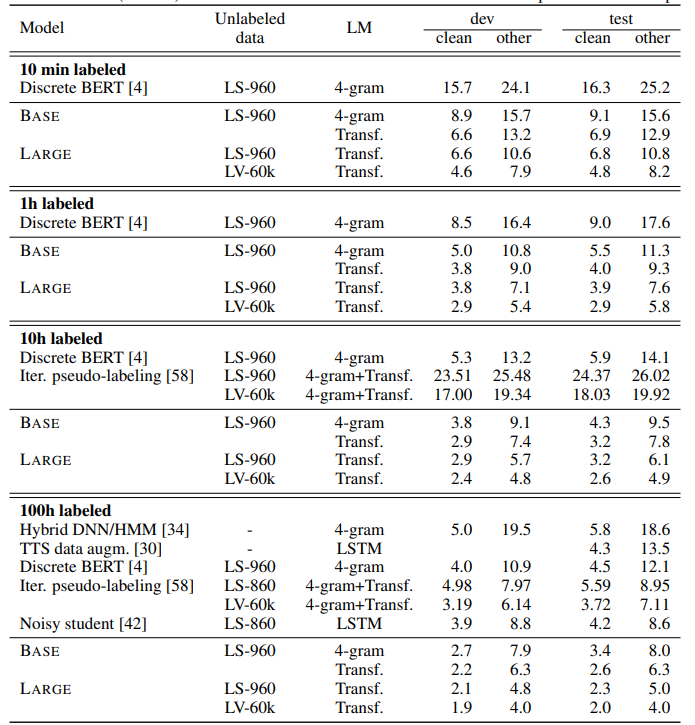 Model Unlabeled data LM dev test
clean other clean other
10 min labeled
Discrete BERT [4] LS-960 4-gram 15.7 24.1 16.3 25.2
BASE LS-960 4-gram 8.9 15.7 9.1 15.6
Transf. 6.6 13.2 6.9 12.9
LARGE LS-960 Transf. 6.6 10.6 6.8 10.8
LV-60k Transf. 4.6 7.9 4.8 8.2
1h labeled
Discrete BERT [4] LS-960 4-gram 8.5 16.4 9.0 17.6
BASE LS-960 4-gram 5.0 10.8 5.5 11.3
Transf. 3.8 9.0 4.0 9.3
LARGE LS-960 Transf. 3.8 7.1 3.9 7.6
LV-60k Transf. 2.9 5.4 2.9 5.8
10h labeled
Discrete BERT [4] LS-960 4-gram 5.3 13.2 5.9 14.1
Iter. pseudo-labeling [58] LS-960 4-gram+Transf. 23.51 25.48 24.37 26.02
LV-60k 4-gram+Transf. 17.00 19.34 18.03 19.92
BASE LS-960 4-gram 3.8 9.1 4.3 9.5
Transf. 2.9 7.4 3.2 7.8
LARGE LS-960 Transf. 2.9 5.7 3.2 6.1
LV-60k Transf. 2.4 4.8 2.6 4.9
100h labeled
Hybrid DNN/HMM [34] - 4-gram 5.0 19.5 5.8 18.6
TTS data augm. [30] - LSTM 4.3 13.5
Discrete BERT [4] LS-960 4-gram 4.0 10.9 4.5 12.1
Iter. pseudo-labeling [58] LS-860 4-gram+Transf. 4.98 7.97 5.59 8.95
LV-60k 4-gram+Transf. 3.19 6.14 3.72 7.11
Noisy student [42] LS-860 LSTM 3.9 8.8 4.2 8.6
BASE LS-960 4-gram 2.7 7.9 3.4 8.0
Transf. 2.2 6.3 2.6 6.3
LARGE LS-960 Transf. 2.1 4.8 2.3 5.0
LV-60k Transf. 1.9 4.0 2.0 4.0